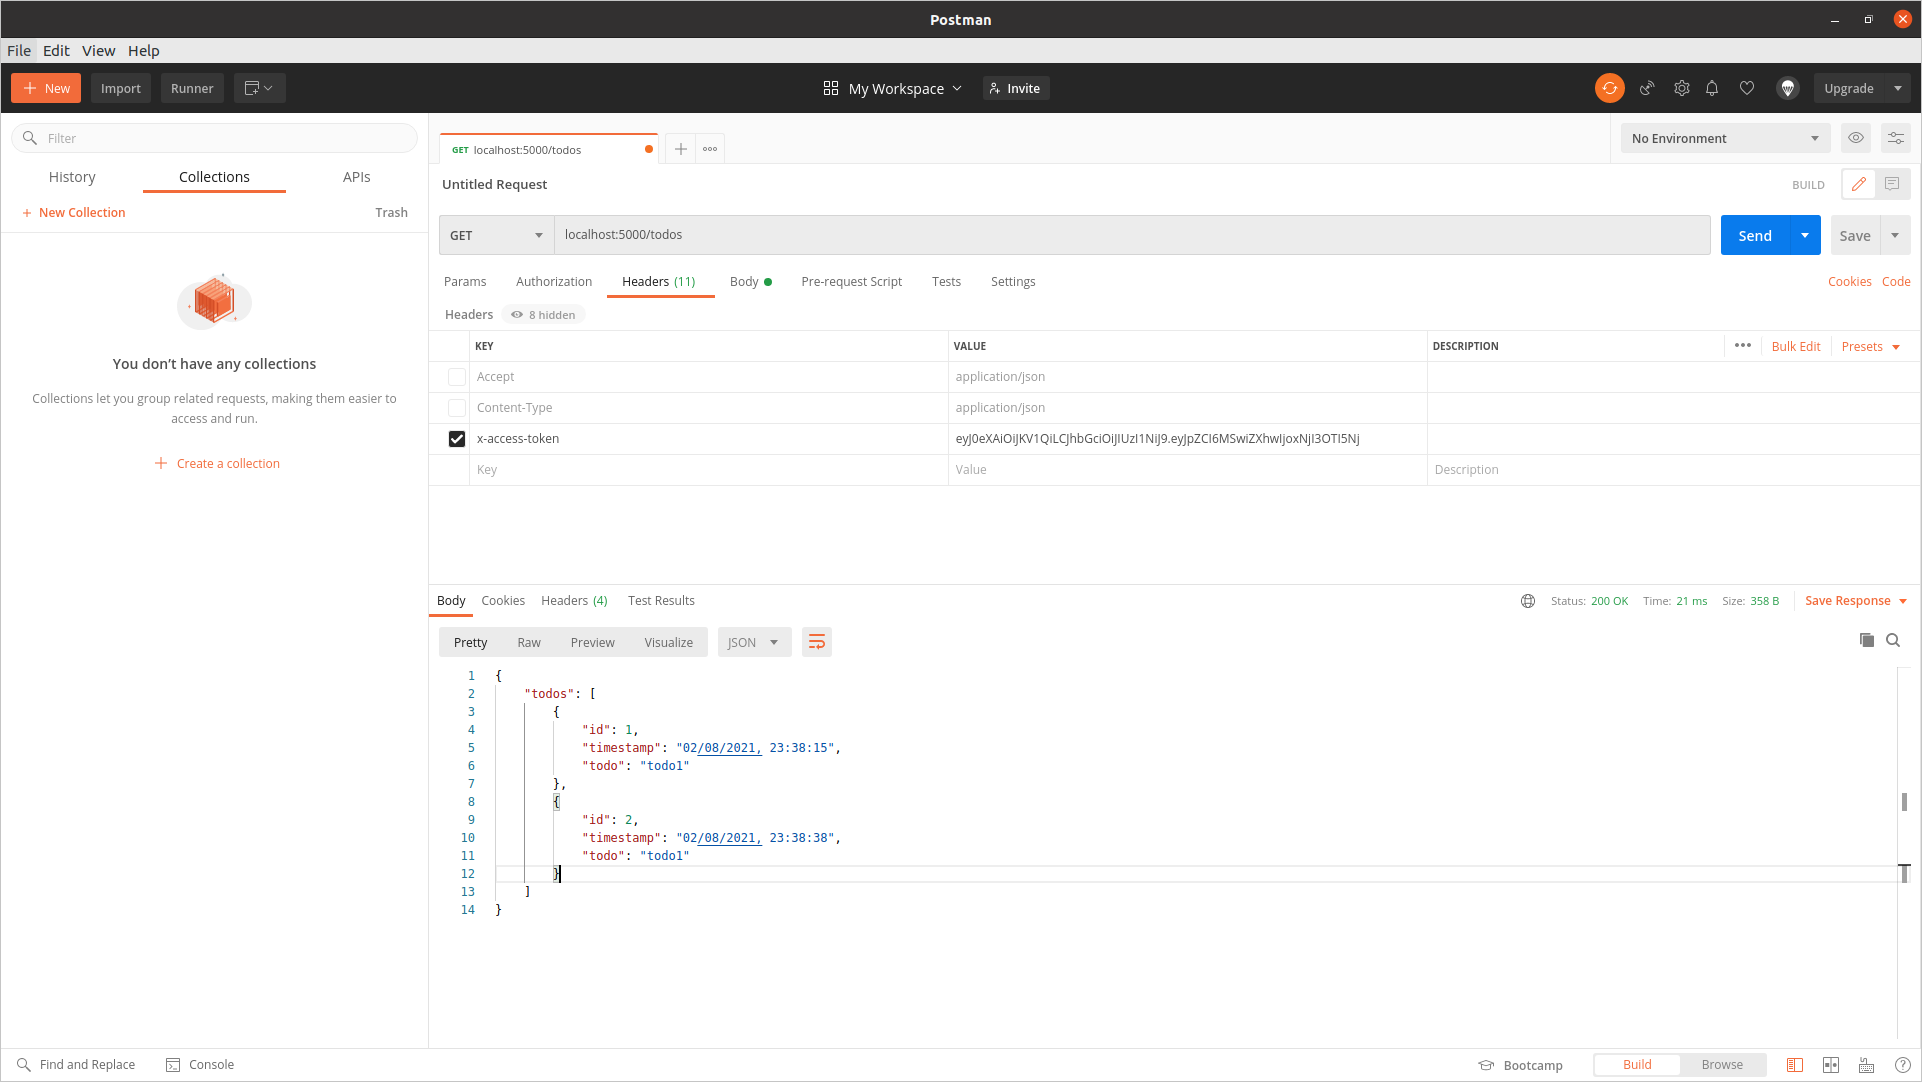 Postman
File Edit View Help
New Import Runner My Workspace Invite Upgrade
Filter
History Collections APIs
New Collection Trash
You don’t have any collections
Collections let you group related requests, making them easier to
access and run.
Create a collection
GET localhost:5000/todos
No Environment
Untitled Request BUILD
GET localhost:5000/todos Send Save
Params Authorization Headers (11) Body Pre-request Script Tests Settings Cookies Code
Headers 8 hidden
KEY VALUE DESCRIPTION Bulk Edit Presets
Accept application/json
Content-Type application/json
x-access-token eyJ0eXAiOiJKV1QiLCJhbGciOiJIUzI1NiJ9.eyJpZCI6MSwiZXhwIjoxNjI3OTI5Nj
Key Value Description
Body Cookies Headers (4) Test Results Status: 200 OK Time: 21 ms Size: 358 B Save Response
Pretty Raw Preview Visualize JSON
1 {
2 "todos": [
3 {
4 "id": 1,
5 "timestamp": "02/08/2021, 23:38:15",
6 "todo": "todo1"
7 },
8 {
9 "id": 2,
10 "timestamp": "02/08/2021, 23:38:38",
11 "todo": "todo1"
12 }
13 ]
14 }
Find and Replace Console Bootcamp Build Browse